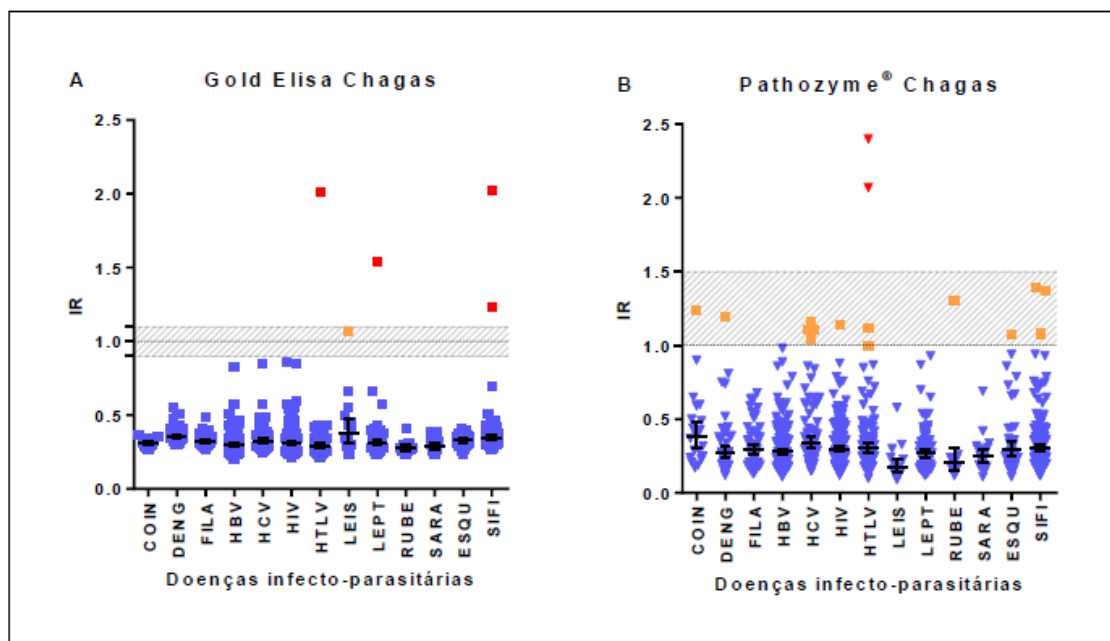 A
Gold Elisa Chagas
2.5
2.0
1.5
1.0
0.5
0.0
IR
COIN
DENG
FILA
HBV
HCV
HIV
HTLV
LEIS
LEPT
RUBE
SARA
ESQU
SIFI
Doenças infecto-parasitárias
B
Pathozyme® Chagas
2.5
2.0
1.5
1.0
0.5
0.0
IR
COIN
DENG
FILA
HBV
HCV
HIV
HTLV
LEIS
LEPT
RUBE
SARA
ESQU
SIFI
Doenças infecto-parasitárias